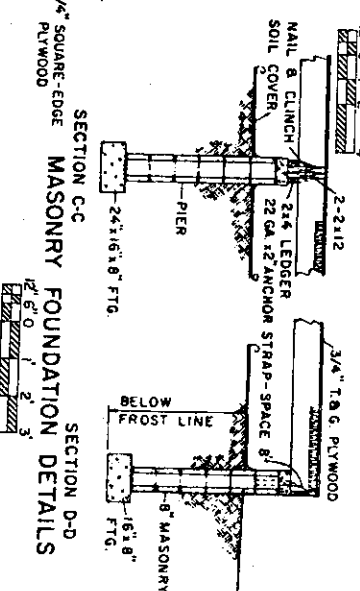 NAIL & CLINCH
SOIL COVER
2-2x12
2x4 LEDGER
22 GA. x2" ANCHOR STRAP-SPACE 8'
PIER
24"x16"x8" FTG.
SECTION C-C
/4" SQUARE-EDGE
PLYWOOD
3/4" T.&G. PLYWOOD
BELOW
FROST LINE
8" MASONRY
16"x8"
FTG.
SECTION D-D
MASONRY FOUNDATION DETAILS
12" 6" 0 1' 2' 3'